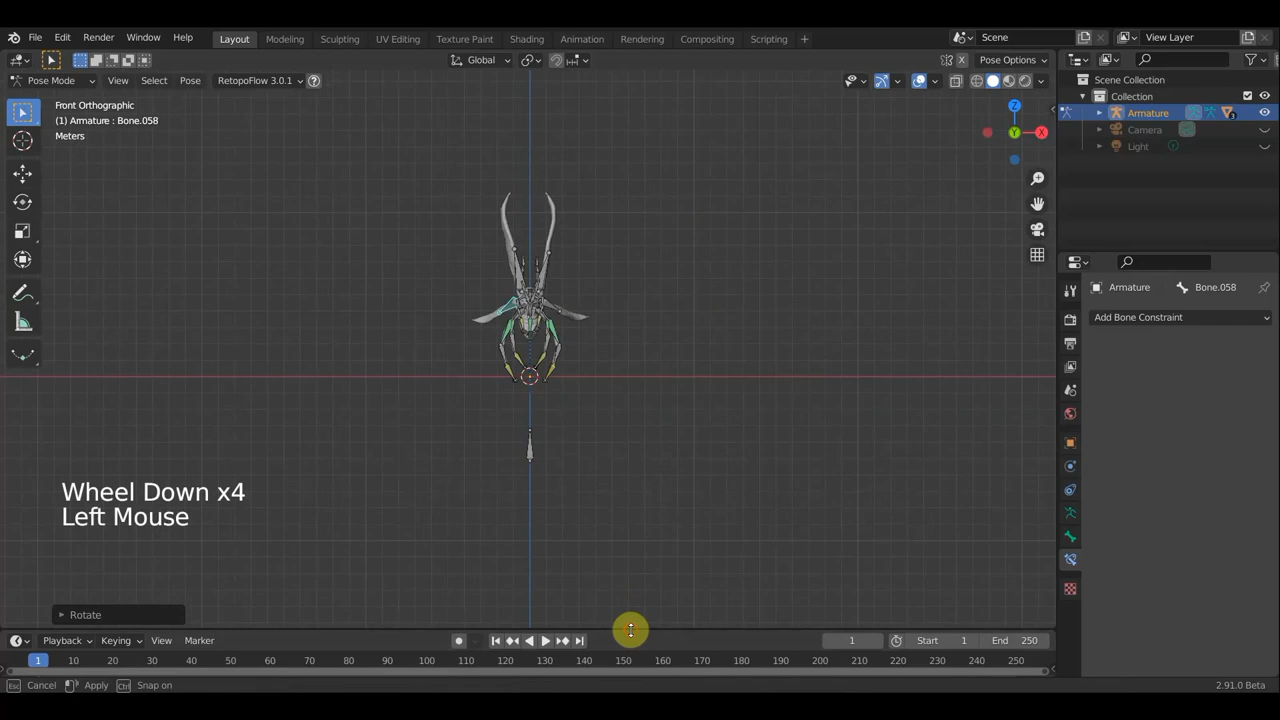 File Edit Render Window Help Layout Modeling Sculpting UV Editing Texture Paint Shading Animation Rendering Compositing Scripting + Scene View Layer
Global Pose Options
Pose Mode View Select Pose RetopoFlow 3.0.1 ?
Scene Collection
Collection
Armature 3
Camera
Light
Front Orthographic
(1) Armature : Bone.058
Meters
Z
Y
X
Armature Bone.058
Add Bone Constraint
Wheel Down x4
Left Mouse
Rotate
Playback Keying View Marker 1 Start 1 End 250
1 10 20 30 40 50 60 70 80 90 100 110 120 130 140 150 160 170 180 190 200 210 220 230 240 250
Esc Cancel Apply Ctrl Snap on 2.91.0 Beta